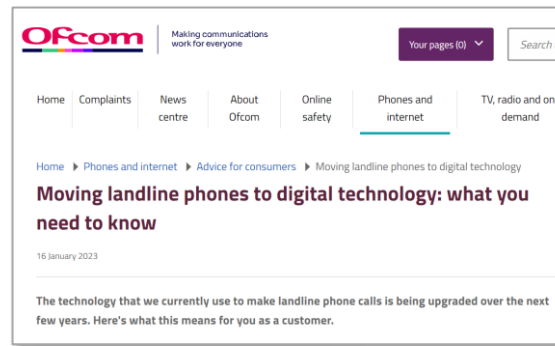 Ofcom
Making communications
work for everyone
Your pages (0)
Search
Home
Complaints
News
centre
About
Ofcom
Online
safety
Phones and
internet
TV, radio and on
demand
Home Phones and internet Advice for consumers Moving landline phones to digital technology
Moving landline phones to digital technology: what you
need to know
16 January 2023
The technology that we currently use to make landline phone calls is being upgraded over the next
few years. Here's what this means for you as a customer.